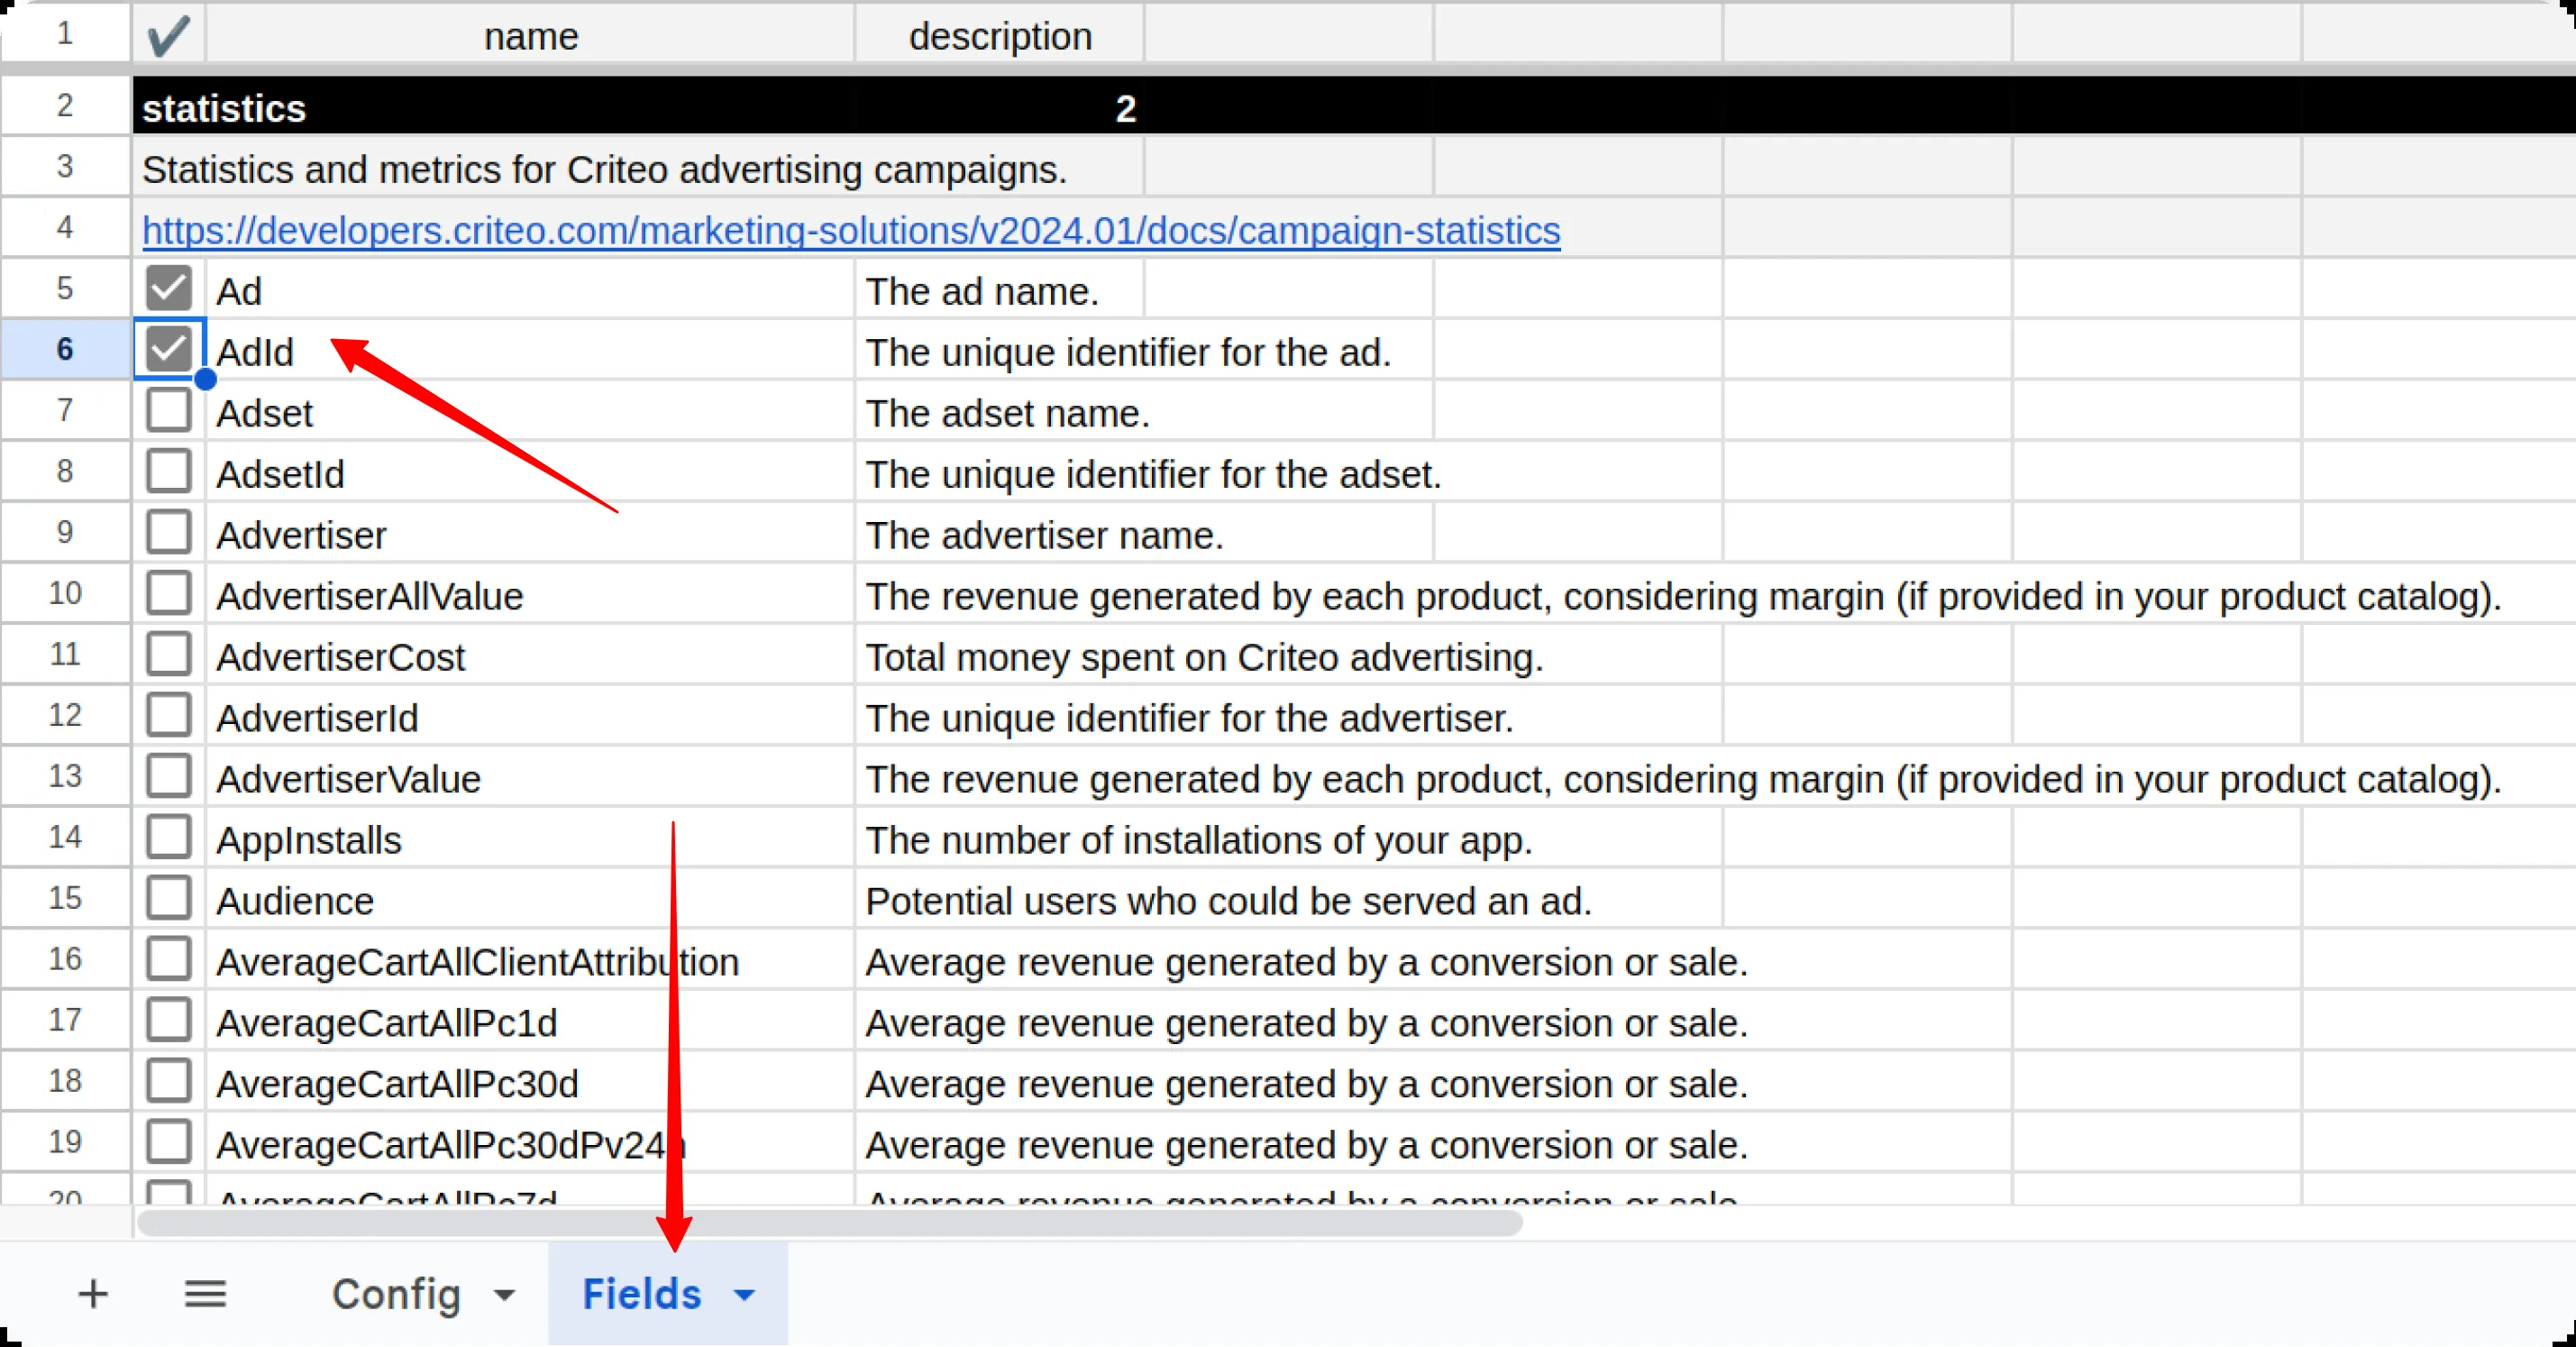 1 ✔ name description
2 statistics 2
3 Statistics and metrics for Criteo advertising campaigns.
4 https://developers.criteo.com/marketing-solutions/v2024.01/docs/campaign-statistics
5 Ad The ad name.
6 AdId The unique identifier for the ad.
7 Adset The adset name.
8 AdsetId The unique identifier for the adset.
9 Advertiser The advertiser name.
10 AdvertiserAllValue The revenue generated by each product, considering margin (if provided in your product catalog).
11 AdvertiserCost Total money spent on Criteo advertising.
12 AdvertiserId The unique identifier for the advertiser.
13 AdvertiserValue The revenue generated by each product, considering margin (if provided in your product catalog).
14 AppInstalls The number of installations of your app.
15 Audience Potential users who could be served an ad.
16 AverageCartAllClientAttribution Average revenue generated by a conversion or sale.
17 AverageCartAllPc1d Average revenue generated by a conversion or sale.
18 AverageCartAllPc30d Average revenue generated by a conversion or sale.
19 AverageCartAllPc30dPv24h Average revenue generated by a conversion or sale.
20 AverageCartAllPc7d Average revenue generated by a conversion or sale.
Config Fields